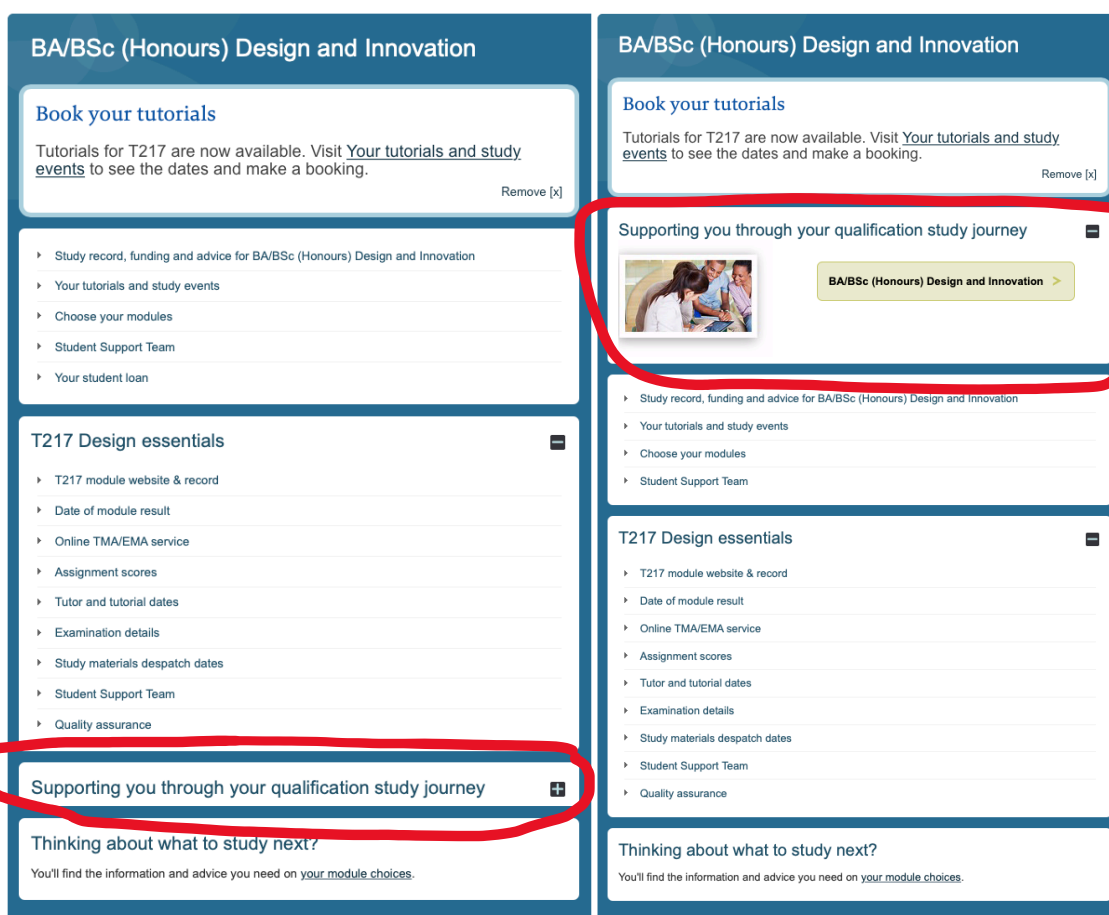 BA/BSc (Honours) Design and Innovation
Book your tutorials
Tutorials for T217 are now available. Visit Your tutorials and study
events to see the dates and make a booking.
Remove [x]
Study record, funding and advice for BA/BSc (Honours) Design and Innovation
Your tutorials and study events
Choose your modules
Student Support Team
Your student loan
T217 Design essentials
T217 module website & record
Date of module result
Online TMA/EMA service
Assignment scores
Tutor and tutorial dates
Examination details
Study materials despatch dates
Student Support Team
Quality assurance
Supporting you through your qualification study journey
Thinking about what to study next?
You'll find the information and advice you need on your module choices.
BA/BSc (Honours) Design and Innovation
Book your tutorials
Tutorials for T217 are now available. Visit Your tutorials and study
events to see the dates and make a booking.
Remove [x]
Supporting you through your qualification study journey
BA/BSc (Honours) Design and Innovation >
Study record, funding and advice for BA/BSc (Honours) Design and Innovation
Your tutorials and study events
Choose your modules
Student Support Team
T217 Design essentials
T217 module website & record
Date of module result
Online TMA/EMA service
Assignment scores
Tutor and tutorial dates
Examination details
Study materials despatch dates
Student Support Team
Quality assurance
Thinking about what to study next?
You'll find the information and advice you need on your module choices.